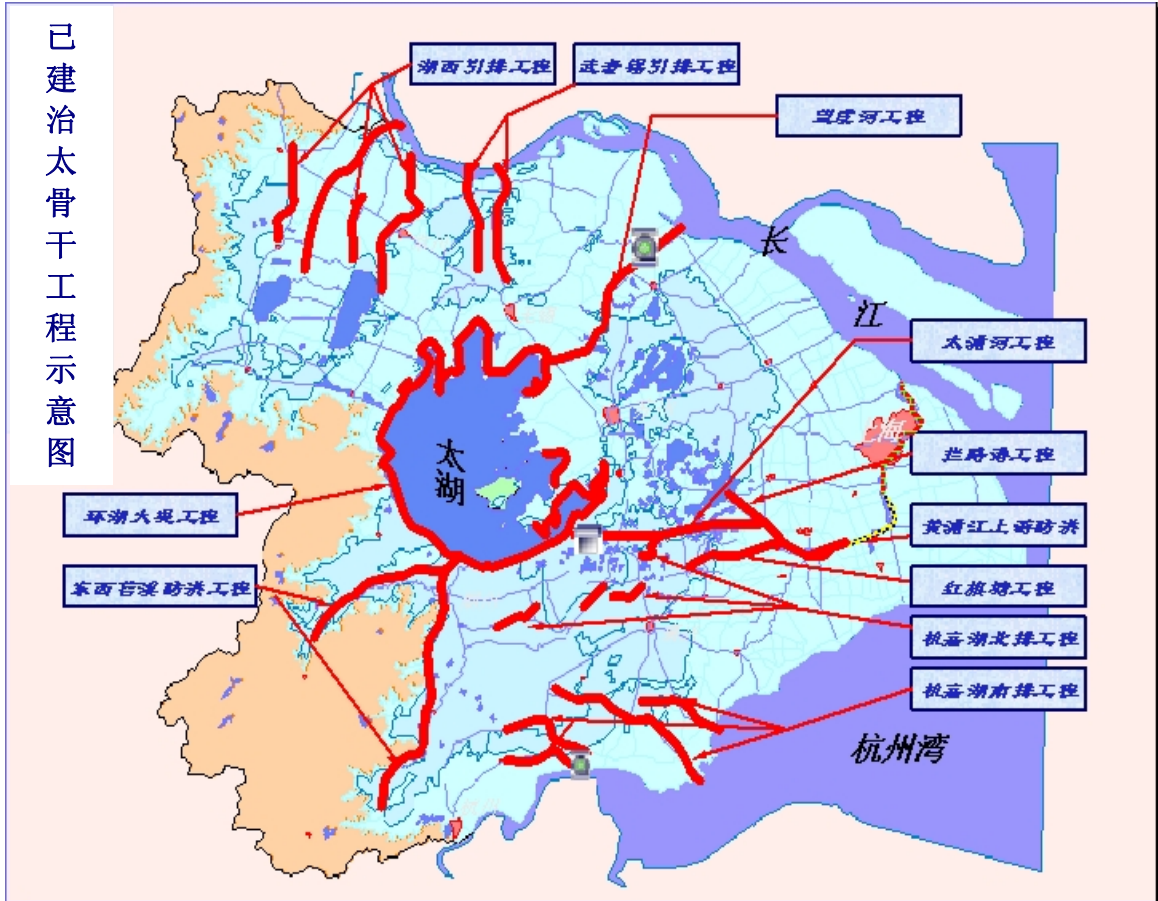 已建治太骨干工程示意图
湖西引排工程
武澄锡引排工程
望虞河工程
长
江
太浦河工程
海
拦路港工程
太湖
环湖大堤工程
黄浦江上游防洪
东西苕溪防洪工程
红旗塘工程
杭嘉湖北排工程
杭嘉湖南排工程
杭州湾